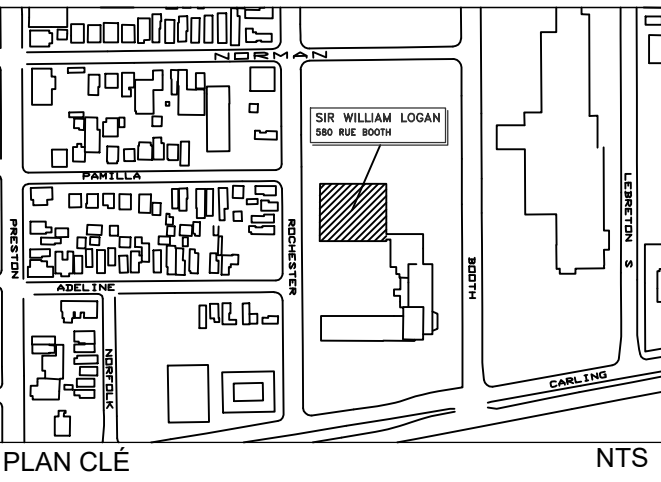 NORMAN
SIR WILLIAM LOGAN
580 RUE BOOTH
PAMILLA
PRESTON
ROCHESTER
LEBRETON S
BOOTH
ADELINE
NORFOLK
CARLING
PLAN CLÉ
NTS